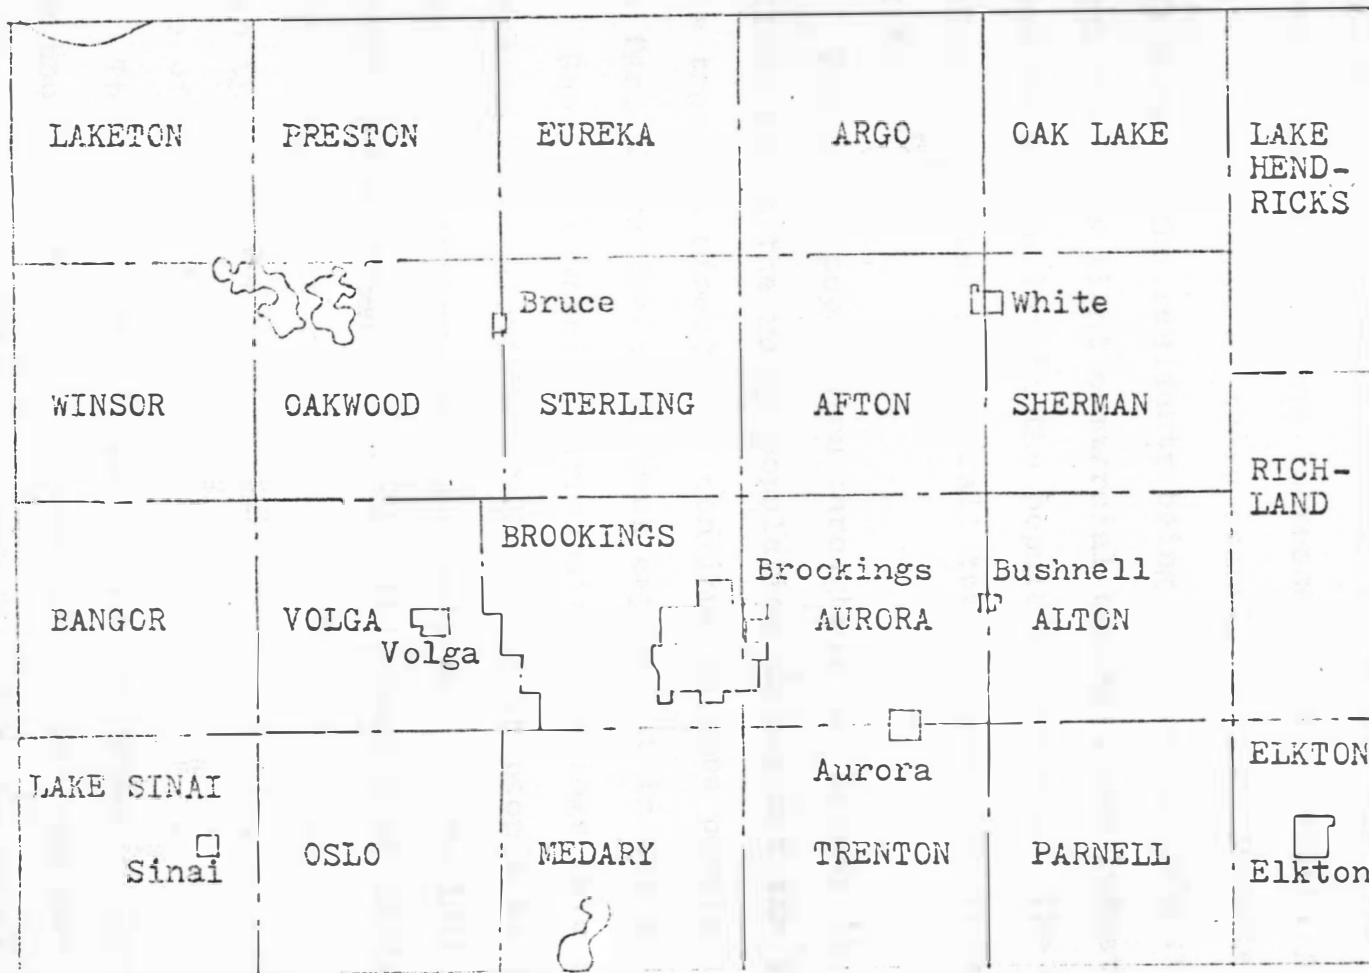 LAKETON PRESTON EUREKA ARGO OAK LAKE LAKE
HEND-
RICKS
Bruce White
WINSOR OAKWOOD STERLING AFTON SHERMAN
RICH-
LAND
BROOKINGS
Brookings Bushnell
BANGOR VOLGA AURORA ALTON
Volga
ELKTON
LAKE SINAI Aurora
OSLO MEDARY TRENTON PARNELL
Sinai Elkton